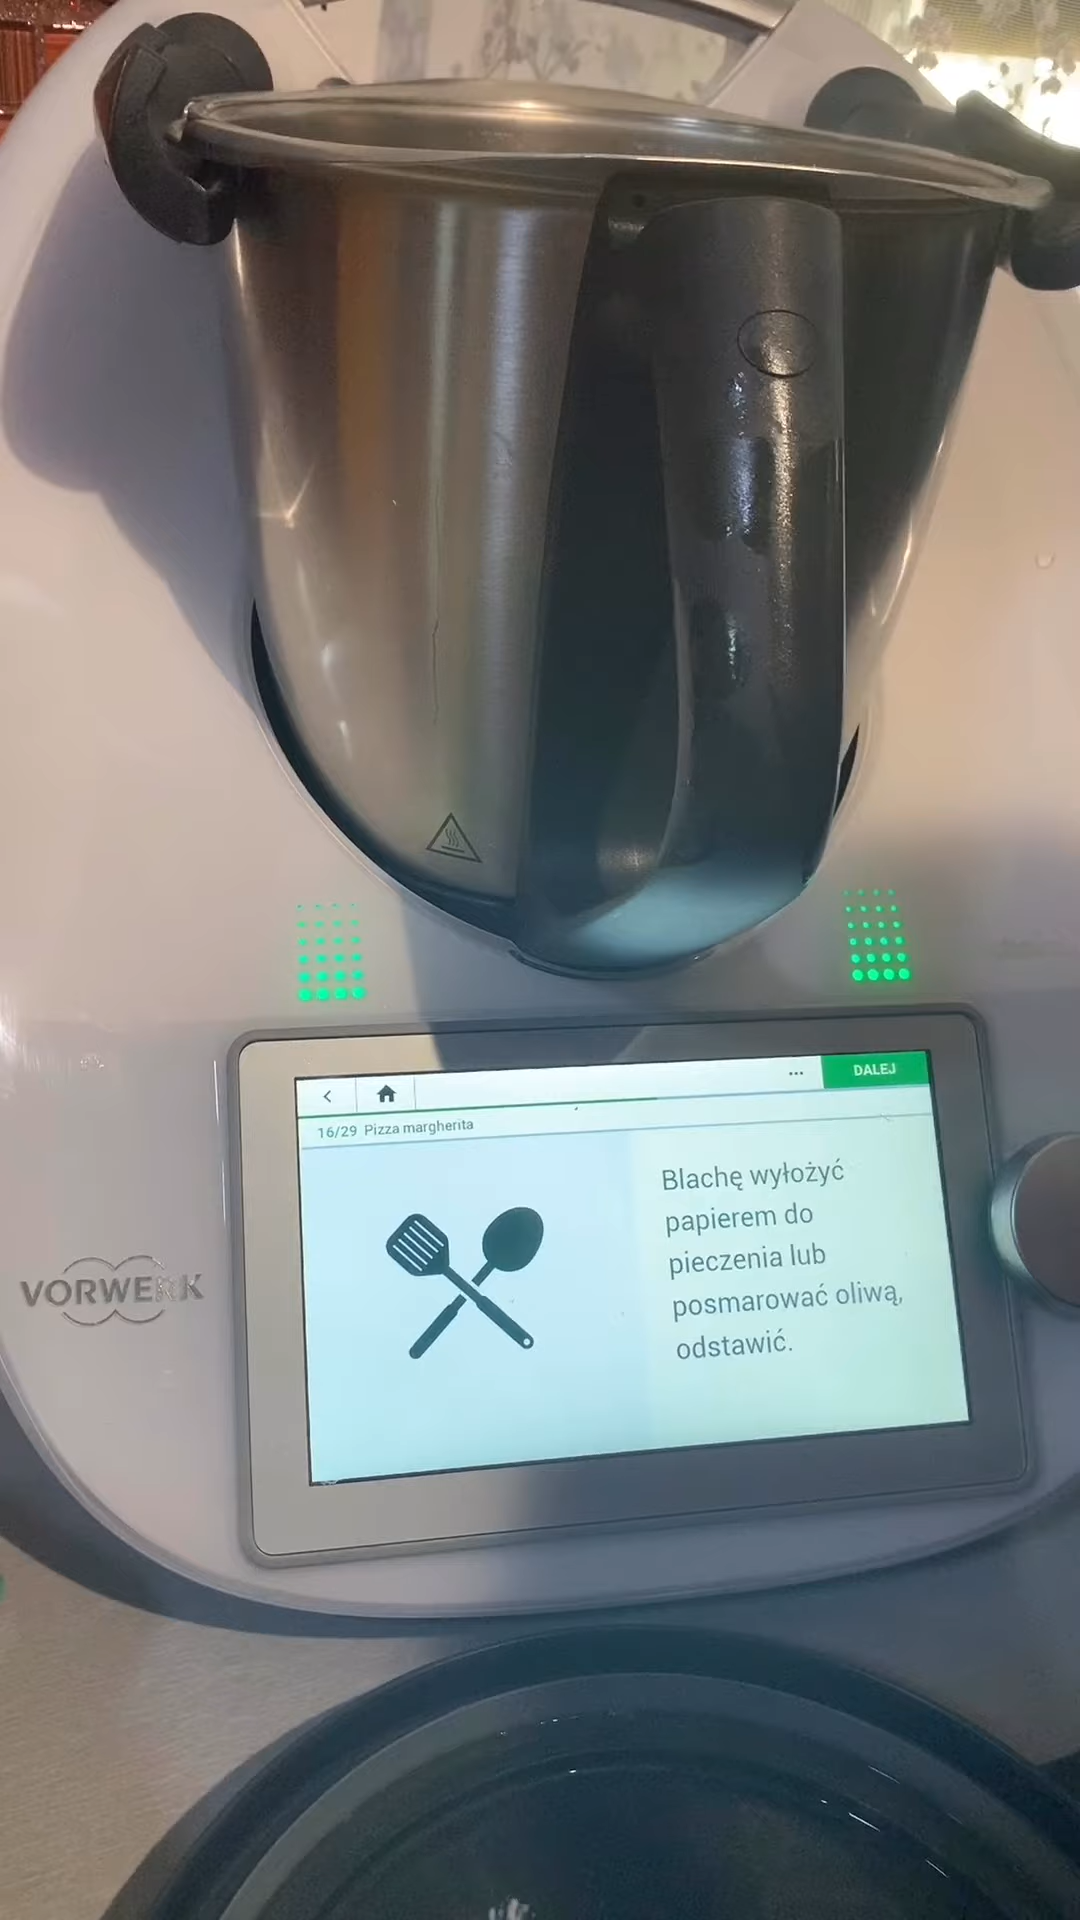 DALEJ
16/29 Pizza margherita
Blachę wyłożyć
papierem do
pieczenia lub
posmarować oliwą,
odstawić.
VORWERK